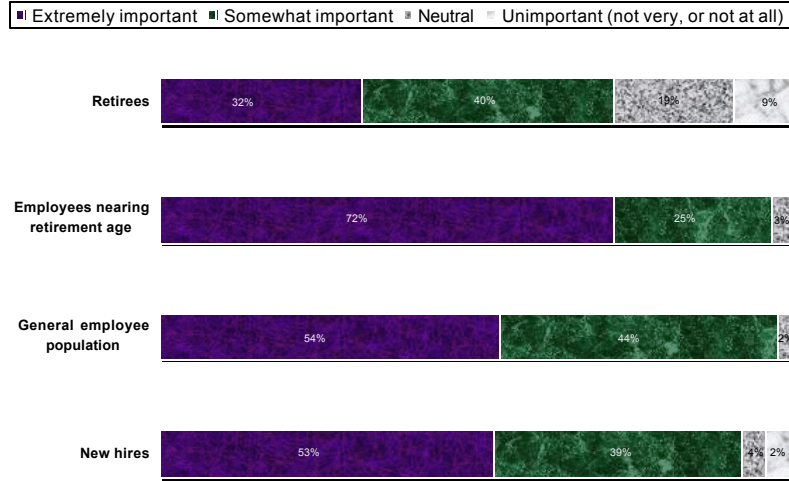 Extremely important Somewhat important Neutral Unimportant (not very, or not at all)
Retirees 32% 40% 19% 9%
Employees nearing
retirement age
72% 25% 3%
General employee
population
54% 44% 2%
New hires 53% 39% 4% 2%